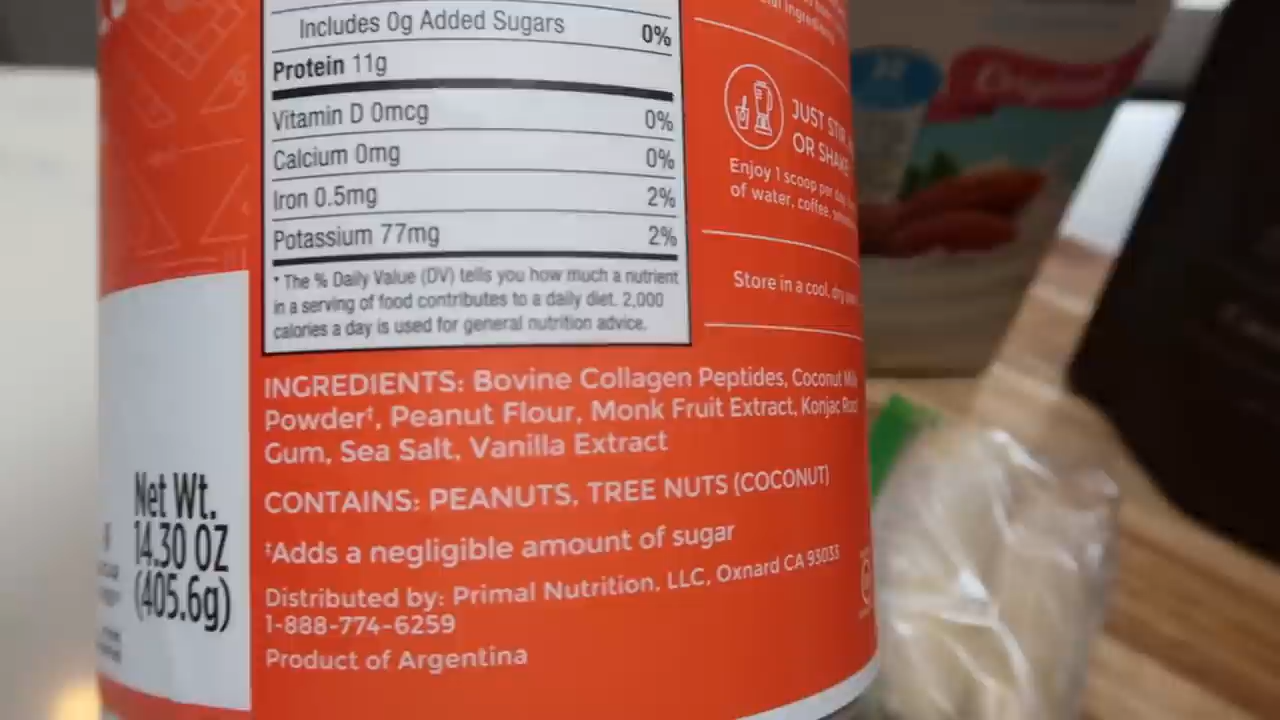 Includes 0g Added Sugars 0%
Protein 11g
Vitamin D 0mcg 0%
Calcium 0mg 0%
Iron 0.5mg 2%
Potassium 77mg 2%
* The % Daily Value (DV) tells you how much a nutrient
in a serving of food contributes to a daily diet. 2,000
calories a day is used for general nutrition advice.
INGREDIENTS: Bovine Collagen Peptides, Coconut Milk
Powder‡, Peanut Flour, Monk Fruit Extract, Konjac Root
Gum, Sea Salt, Vanilla Extract
CONTAINS: PEANUTS, TREE NUTS (COCONUT)
‡Adds a negligible amount of sugar
Distributed by: Primal Nutrition, LLC, Oxnard CA 93033
1-888-774-6259
Product of Argentina
Net Wt.
14.30 OZ
(405.6g)
JUST STIR
OR SHAKE
Enjoy 1 scoop per day
of water, coffee,
Store in a cool, dry
Original